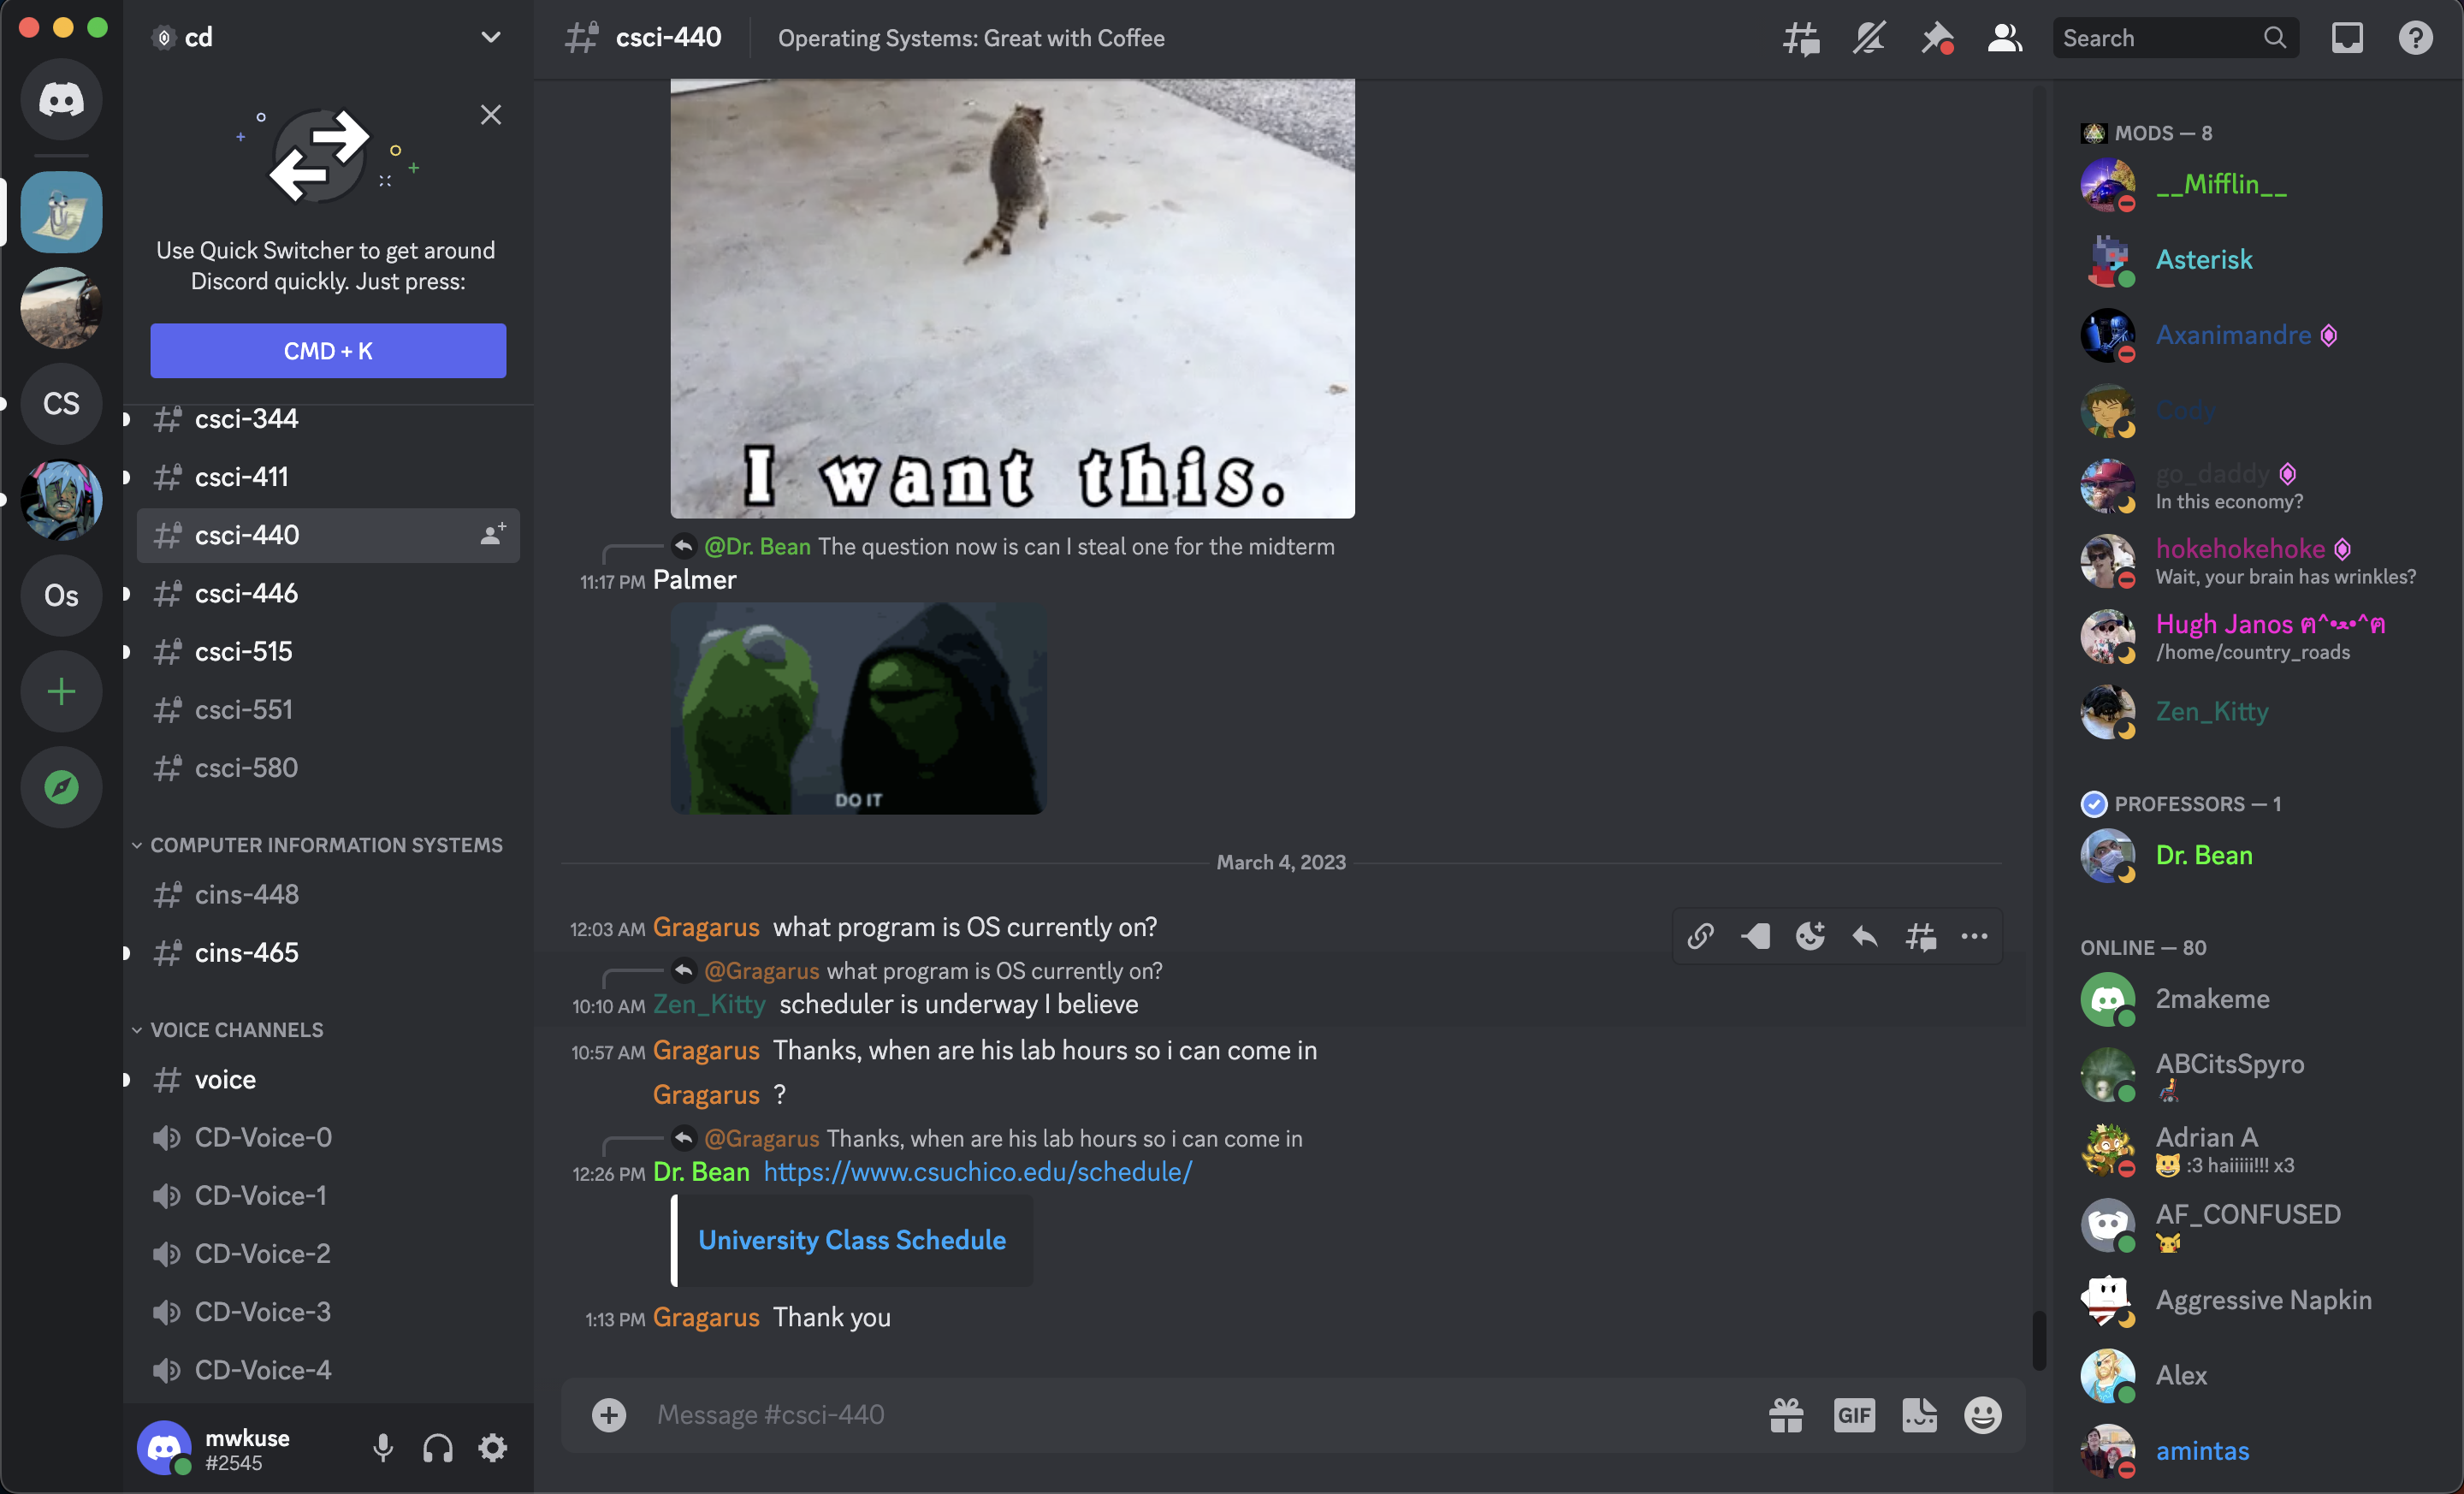 cd
Use Quick Switcher to get around
Discord quickly. Just press:
CMD + K
csci-344
csci-411
csci-440
csci-446
csci-515
csci-551
csci-580
COMPUTER INFORMATION SYSTEMS
cins-448
cins-465
VOICE CHANNELS
voice
CD-Voice-0
CD-Voice-1
CD-Voice-2
CD-Voice-3
CD-Voice-4
mwkuse
#2545
CS
Os
csci-440
Operating Systems: Great with Coffee
Search
I want this.
@Dr. Bean The question now is can I steal one for the midterm
11:17 PM Palmer
DO IT
March 4, 2023
12:03 AM Gragarus what program is OS currently on?
@Gragarus what program is OS currently on?
10:10 AM Zen_Kitty scheduler is underway I believe
10:57 AM Gragarus Thanks, when are his lab hours so i can come in
Gragarus ?
@Gragarus Thanks, when are his lab hours so i can come in
12:26 PM Dr. Bean https://www.csuchico.edu/schedule/
University Class Schedule
1:13 PM Gragarus Thank you
Message #csci-440
GIF
MODS — 8
__Mifflin__
Asterisk
Axanimandre
Cody
go_daddy
In this economy?
hokehokehoke
Wait, your brain has wrinkles?
Hugh Janos ฅ^•ﻌ•^ฅ
/home/country_roads
Zen_Kitty
PROFESSORS — 1
Dr. Bean
ONLINE — 80
2makeme
ABCitsSpyro
Adrian A
:3 haiiiii!!! x3
AF_CONFUSED
Aggressive Napkin
Alex
amintas